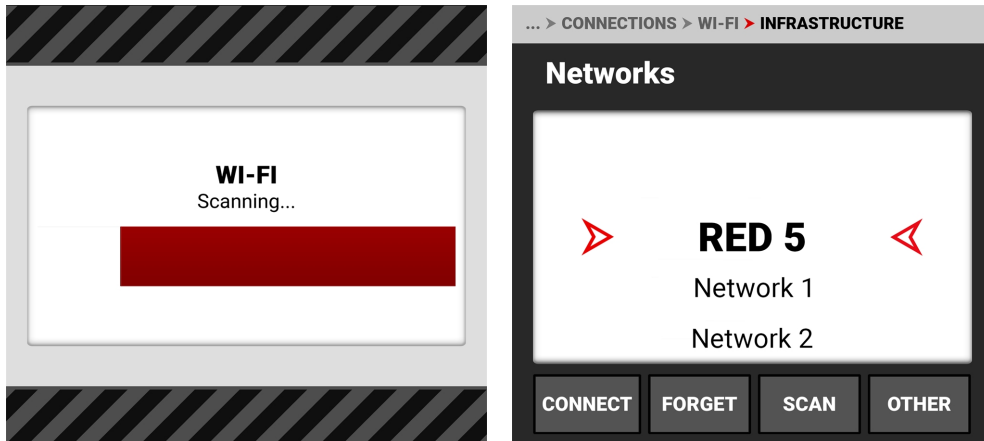 WI-FI
Scanning...
... > CONNECTIONS > WI-FI > INFRASTRUCTURE
Networks
RED 5
Network 1
Network 2
CONNECT FORGET SCAN OTHER